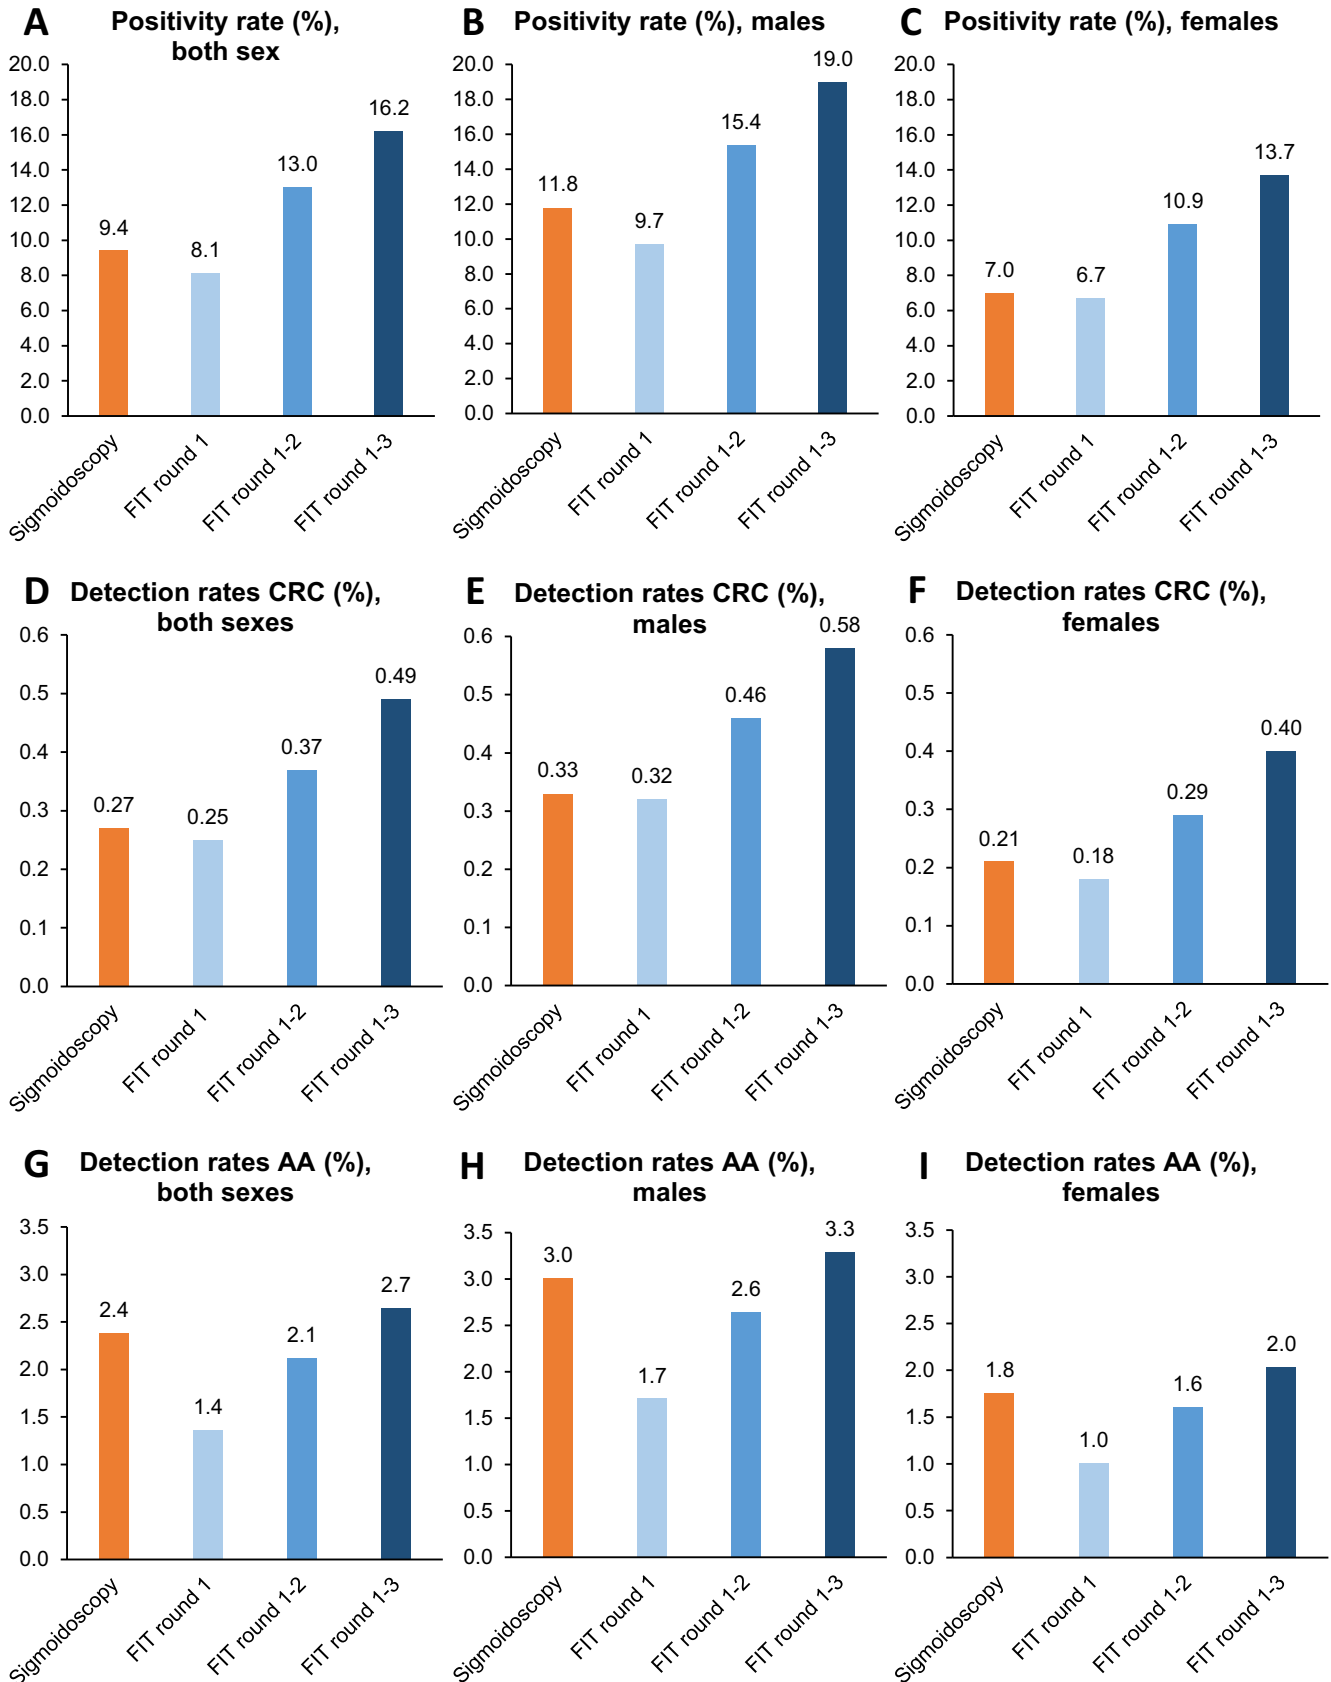 A Positivity rate (%),
both sex
20.0
18.0
16.0
14.0
12.0
10.0
8.0
6.0
4.0
2.0
0.0
9.4
8.1
13.0
16.2
Sigmoidoscopy
FIT round 1
FIT round 1-2
FIT round 1-3
B Positivity rate (%), males
20.0
18.0
16.0
14.0
12.0
10.0
8.0
6.0
4.0
2.0
0.0
11.8
9.7
15.4
19.0
Sigmoidoscopy
FIT round 1
FIT round 1-2
FIT round 1-3
C Positivity rate (%), females
20.0
18.0
16.0
14.0
12.0
10.0
8.0
6.0
4.0
2.0
0.0
7.0
6.7
10.9
13.7
Sigmoidoscopy
FIT round 1
FIT round 1-2
FIT round 1-3
D Detection rates CRC (%),
both sexes
0.6
0.5
0.4
0.3
0.2
0.1
0.0
0.27
0.25
0.37
0.49
Sigmoidoscopy
FIT round 1
FIT round 1-2
FIT round 1-3
E Detection rates CRC (%),
males
0.6
0.5
0.4
0.3
0.2
0.1
0.0
0.33
0.32
0.46
0.58
Sigmoidoscopy
FIT round 1
FIT round 1-2
FIT round 1-3
F Detection rates CRC (%),
females
0.6
0.5
0.4
0.3
0.2
0.1
0.0
0.21
0.18
0.29
0.40
Sigmoidoscopy
FIT round 1
FIT round 1-2
FIT round 1-3
G Detection rates AA (%),
both sexes
3.5
3.0
2.5
2.0
1.5
1.0
0.5
0.0
2.4
1.4
2.1
2.7
Sigmoidoscopy
FIT round 1
FIT round 1-2
FIT round 1-3
H Detection rates AA (%),
males
3.5
3.0
2.5
2.0
1.5
1.0
0.5
0.0
3.0
1.7
2.6
3.3
Sigmoidoscopy
FIT round 1
FIT round 1-2
FIT round 1-3
I Detection rates AA (%),
females
3.5
3.0
2.5
2.0
1.5
1.0
0.5
0.0
1.8
1.0
1.6
2.0
Sigmoidoscopy
FIT round 1
FIT round 1-2
FIT round 1-3